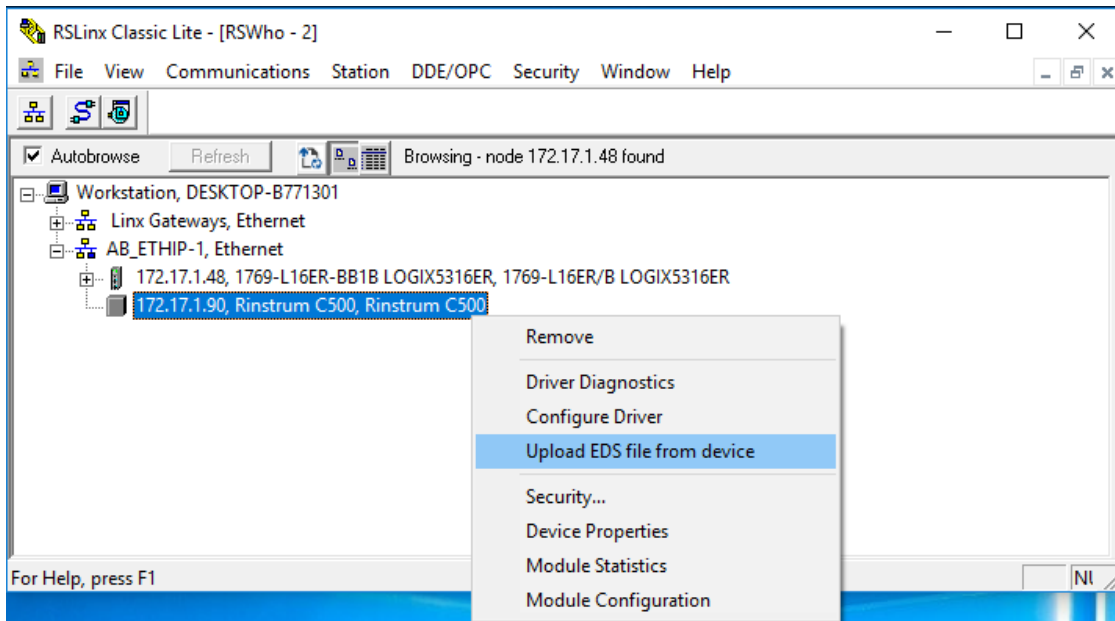 RSLinx Classic Lite - [RSWho - 2]
File View Communications Station DDE/OPC Security Window Help
Autobrowse Refresh Browsing - node 172.17.1.48 found
Workstation, DESKTOP-B771301
Linx Gateways, Ethernet
AB_ETHIP-1, Ethernet
172.17.1.48, 1769-L16ER-BB1B LOGIX5316ER, 1769-L16ER/B LOGIX5316ER
172.17.1.90, Rinstrum C500, Rinstrum C500
Remove
Driver Diagnostics
Configure Driver
Upload EDS file from device
Security...
Device Properties
Module Statistics
Module Configuration
For Help, press F1